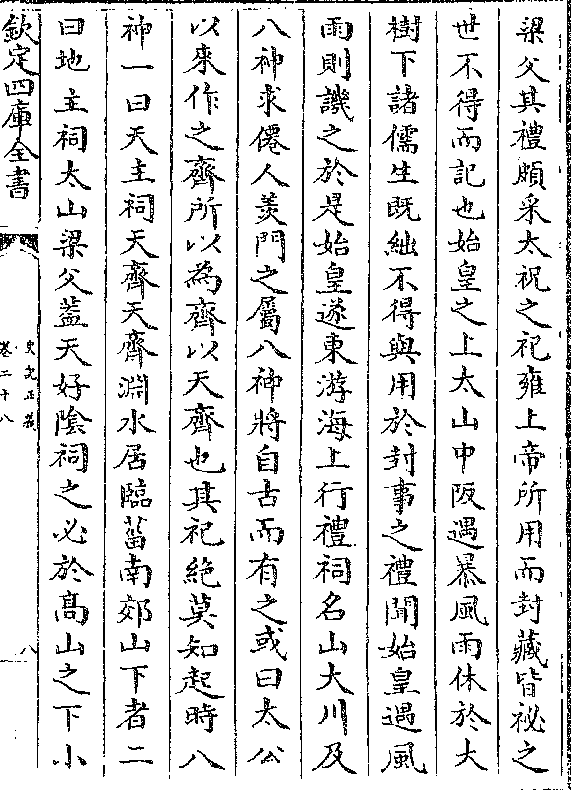 梁父其禮頗采太祝之祀雍上帝所用而封藏皆祕之
世不得而記也始皇之上太山中阪遇暴風雨休於大
樹下諸儒生既絀不得與用於封事之禮聞始皇遇風
雨則譏之於是始皇遂東游海上行禮祠名山大川及
八神求僊人羨門之屬八神將自古而有之或曰太公
以來作之齊所以為齊以天齊也其祀絶莫知起時八
神一曰天主祠天齊天齊淵水居臨菑南郊山下者二
曰地主祠太山梁父葢天好陰祠之必於髙山之下小
欽定四庫全書
史記正義
卷二十八
八